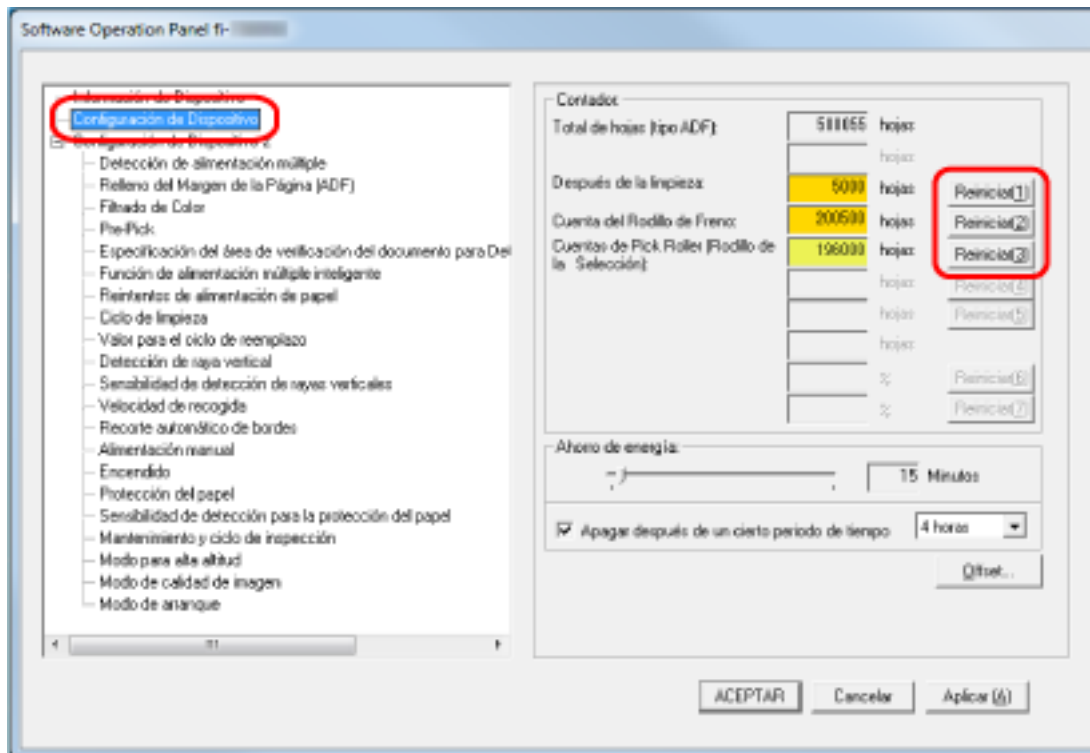 Software Operation Panel fi-
Información de Dispositivo
Configuración de Dispositivo
Configuración de Dispositivo 2
Detección de alimentación múltiple
Relleno del Margen de la Página (ADF)
Filtrado de Color
Pre-Pick
Especificación del área de verificación del documento para Det
Función de alimentación múltiple inteligente
Reintentos de alimentación de papel
Ciclo de limpieza
Valor para el ciclo de reemplazo
Detección de raya vertical
Sensibilidad de detección de rayas verticales
Velocidad de recogida
Recorte automático de bordes
Alimentación manual
Encendido
Protección del papel
Sensibilidad de detección para la protección del papel
Mantenimiento y ciclo de inspección
Modo para alta altitud
Modo de calidad de imagen
Modo de arranque
Contador:
Total de hojas (tipo ADF): hojas
hojas
Después de la limpieza: 5000 hojas Reiniciar(1)
Cuenta del Rodillo de Freno: 200500 hojas Reiniciar(2)
Cuentas de Pick Roller (Rodillo de la Selección): 196000 hojas Reiniciar(3)
hojas Reiniciar(4)
hojas Reiniciar(5)
hojas
% Reiniciar(6)
% Reiniciar(7)
Ahorro de energía:
15 Minutos
Apagar después de un cierto periodo de tiempo 4 horas
Offset...
ACEPTAR Cancelar Aplicar (A)